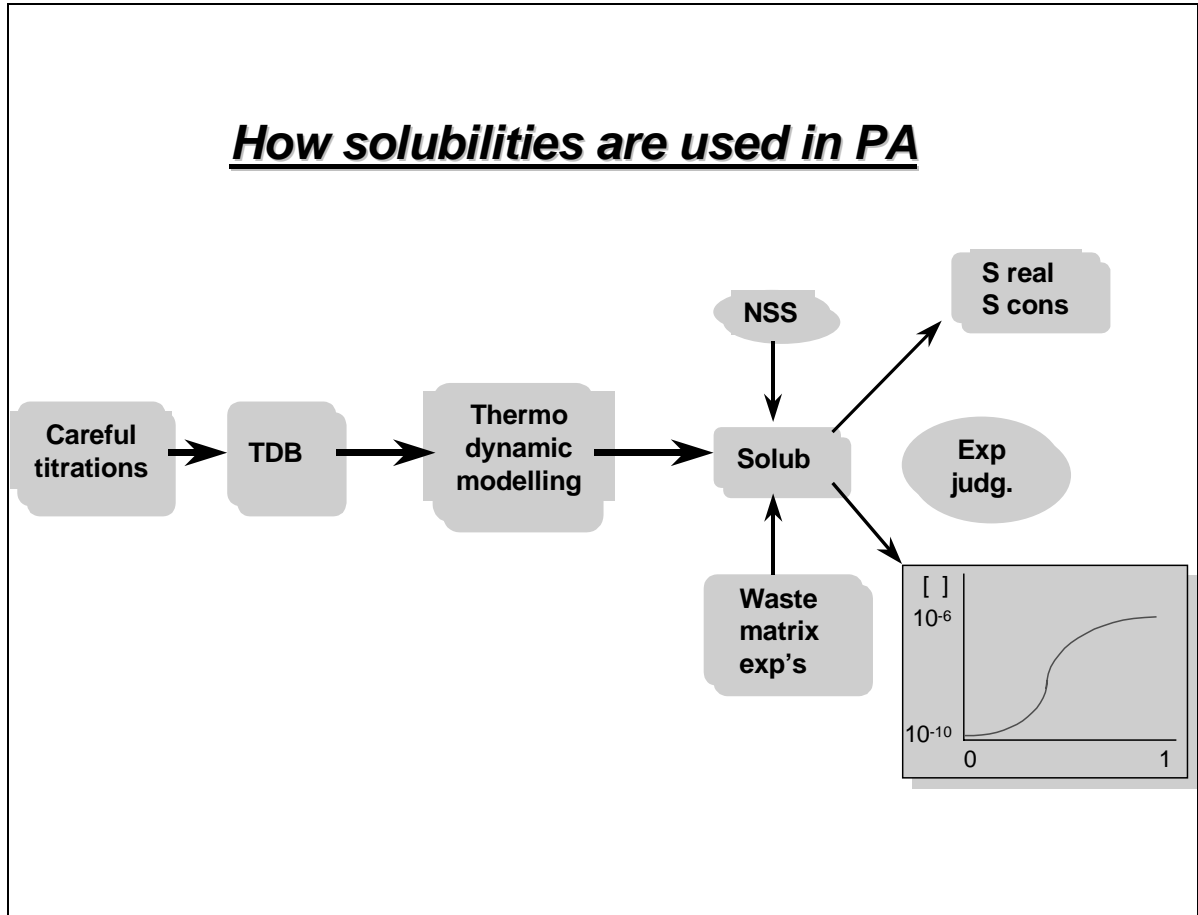 How solubilities are used in PA
S real
S cons
NSS
Careful
titrations
TDB
Thermo
dynamic
modelling
Solub
Exp
judg.
Waste
matrix
exp's
[ ]
10-6
10-10
0 1